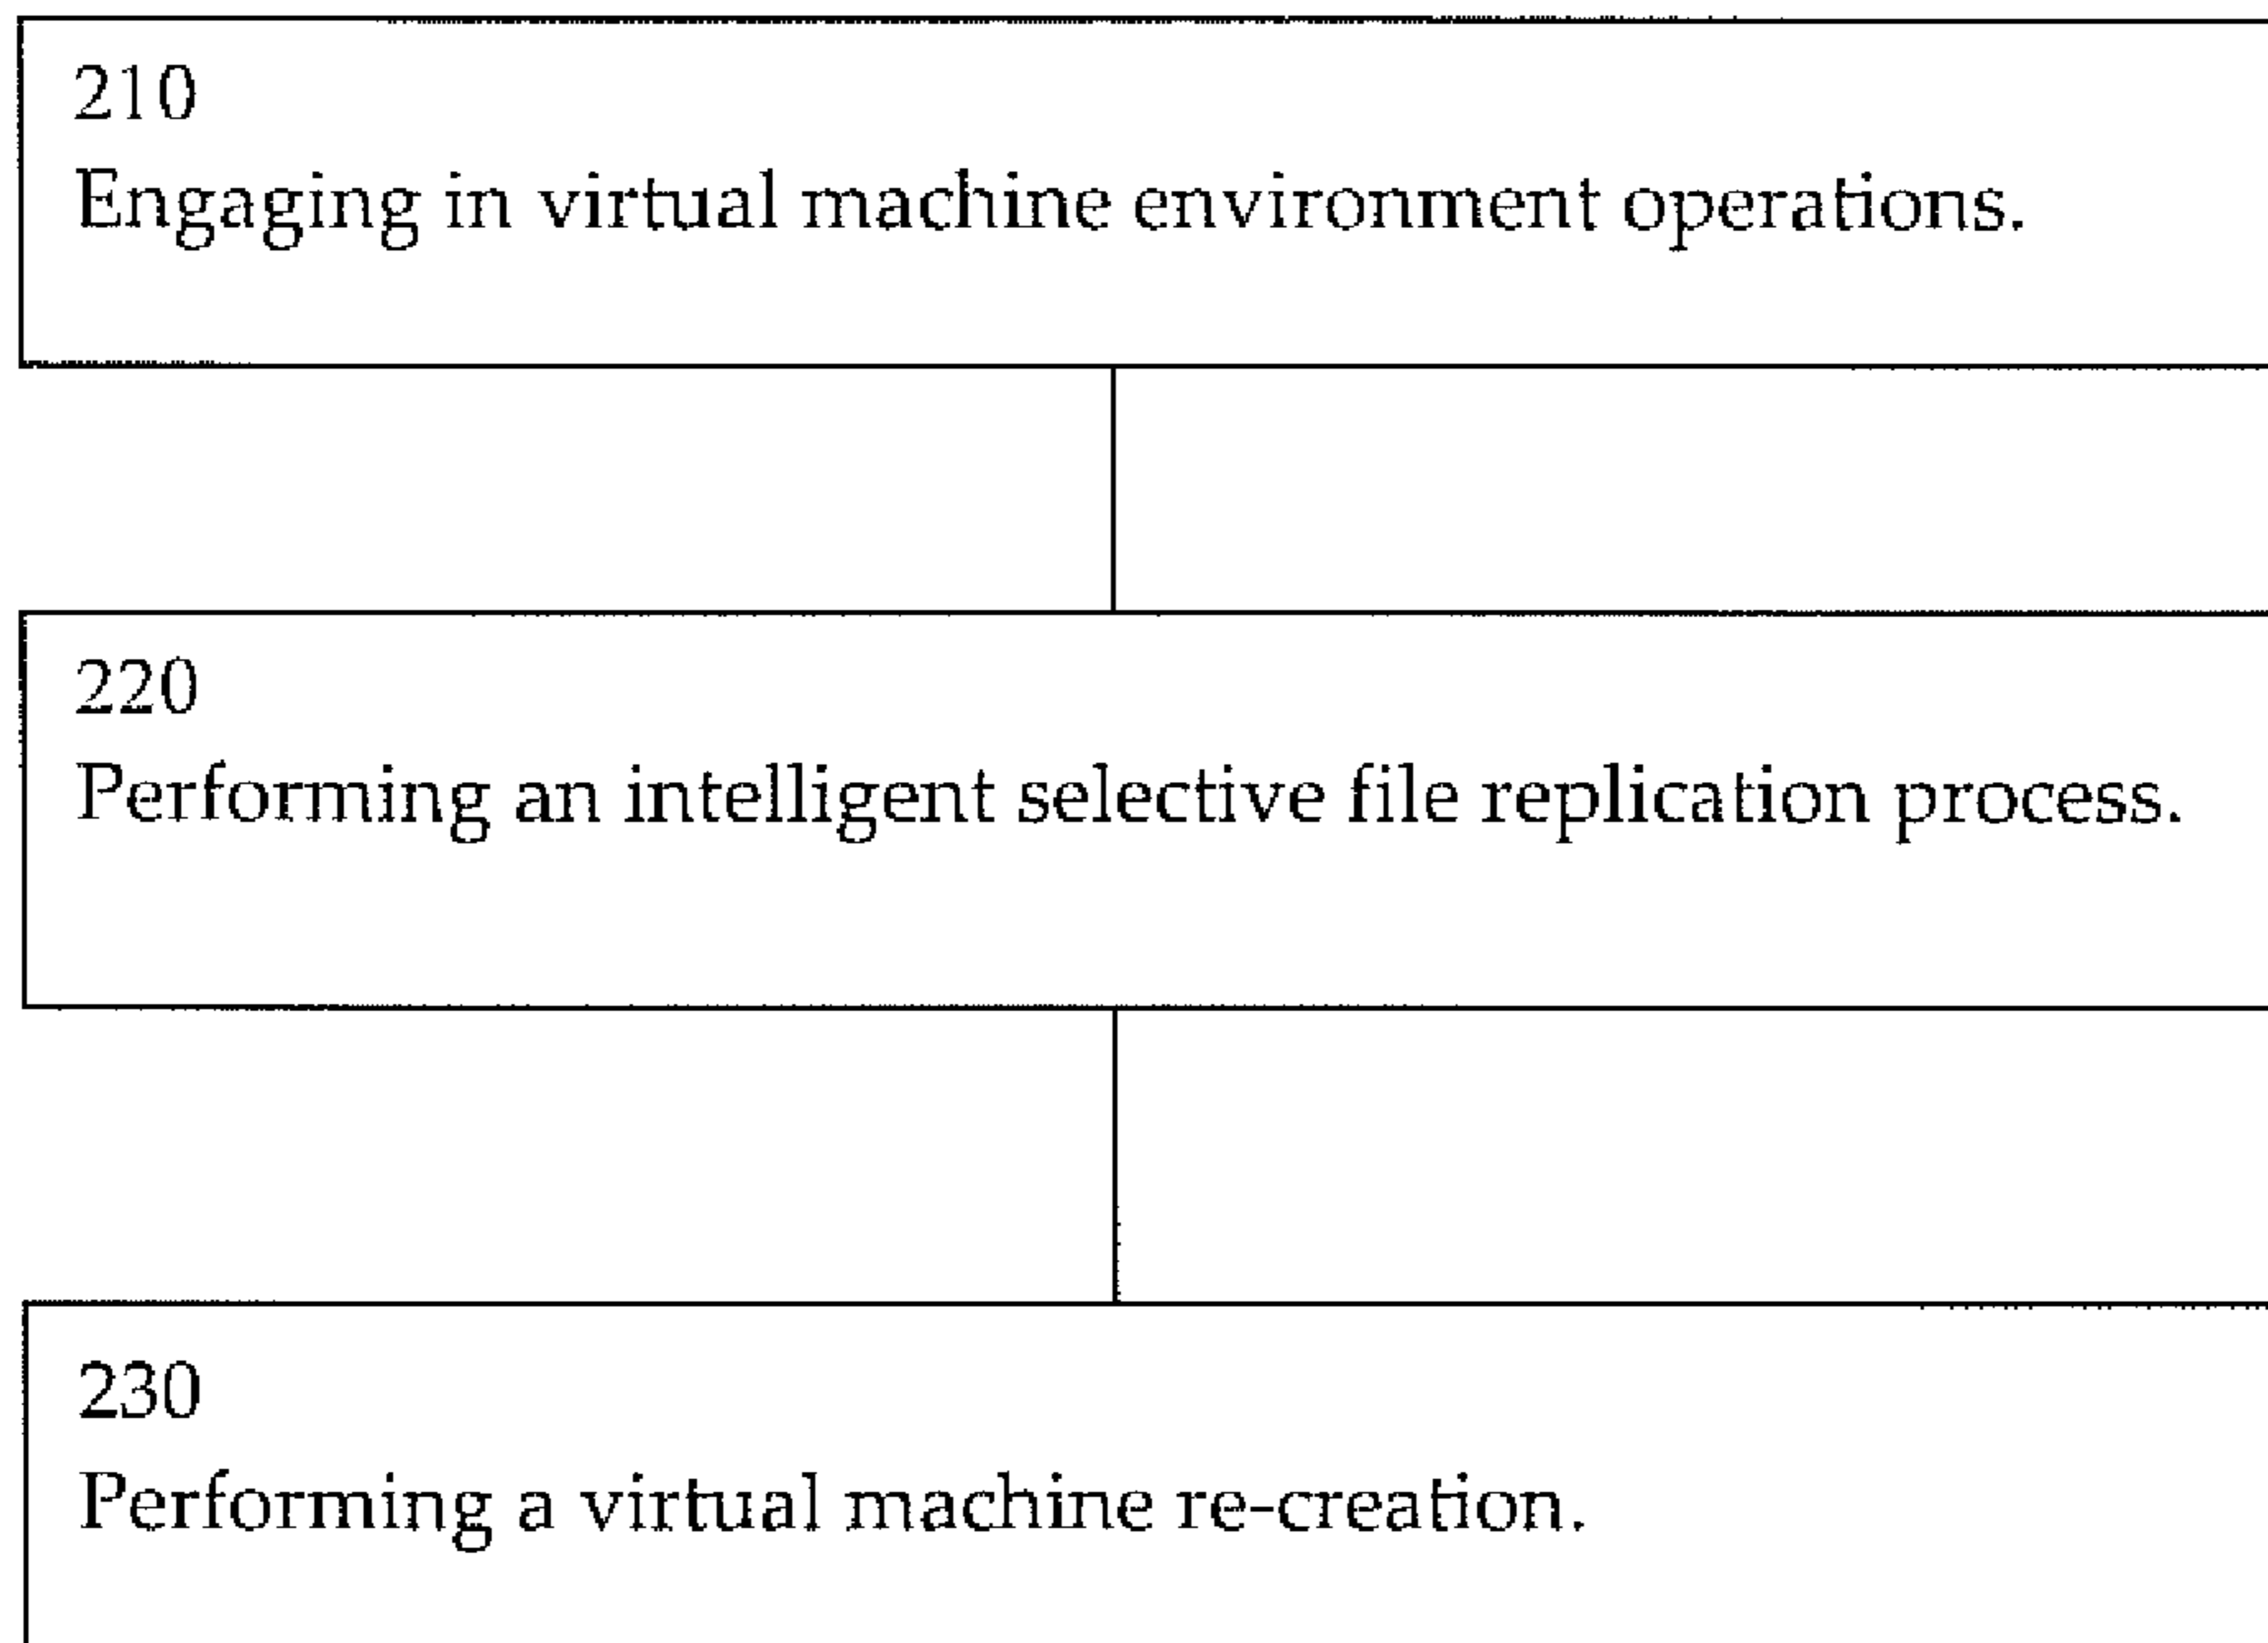 210
Engaging in virtual machine environment operations.
220
Performing an intelligent selective file replication process.
230
Performing a virtual machine re-creation.